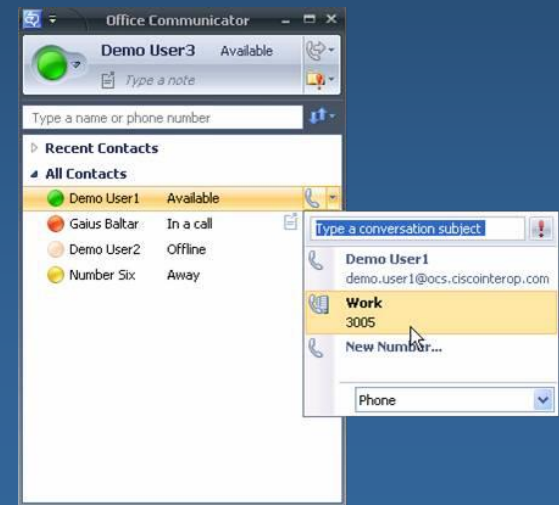 Office Communicator
Demo User3 Available
Type a note
Type a name or phone number
Recent Contacts
All Contacts
Demo User1 Available
Gaius Baltar In a call
Demo User2 Offline
Number Six Away
Type a conversation subject
Demo User1
demo.user1@ocs.ciscointerop.com
Work
3005
New Number...
Phone